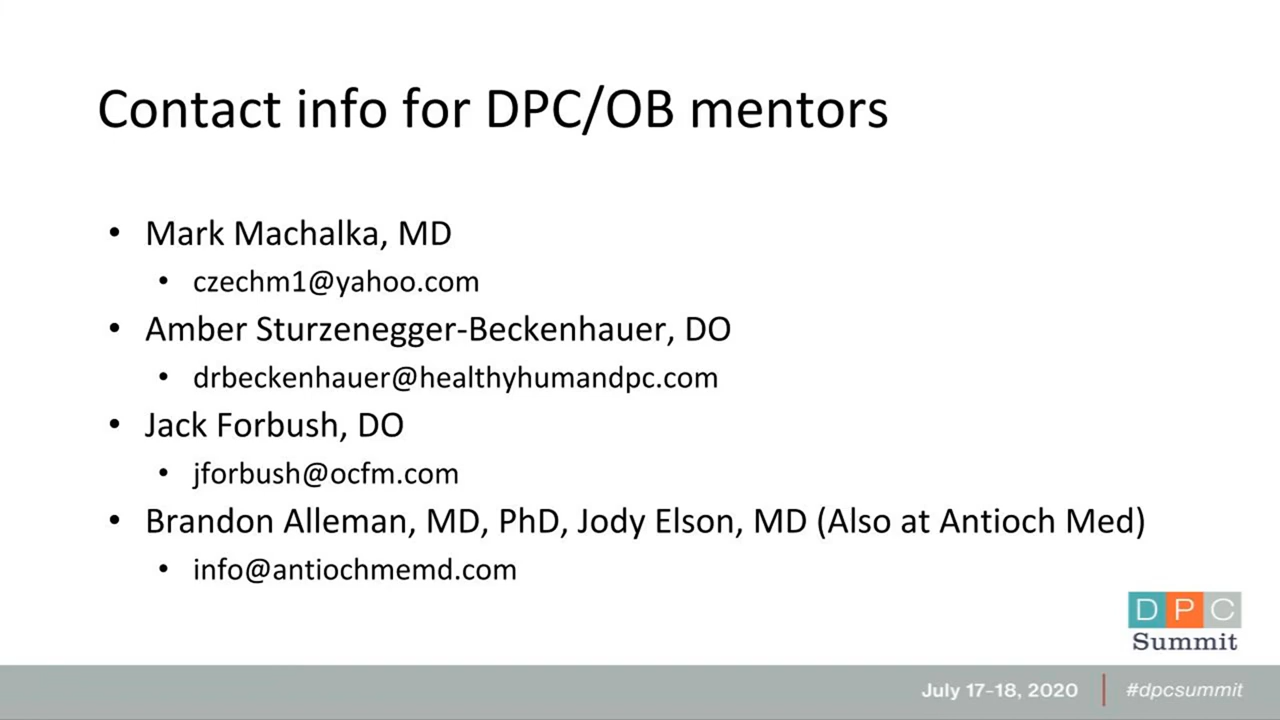 Contact info for DPC/OB mentors
• Mark Machalka, MD
• czechm1@yahoo.com
• Amber Sturzenegger-Beckenhauer, DO
• drbeckenhauer@healthyhumandpc.com
• Jack Forbush, DO
• jforbush@ocfm.com
• Brandon Alleman, MD, PhD, Jody Elson, MD (Also at Antioch Med)
• info@antiochmemd.com
DPC
Summit
July 17–18, 2020 | #dpcsummit